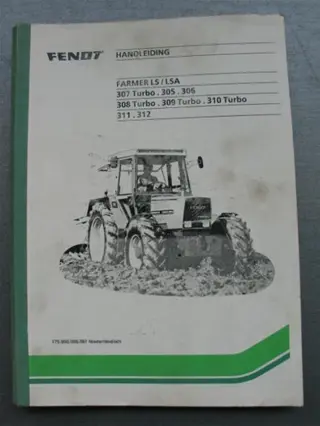 FENDT
HANDLEIDING
FARMER LS / LSA
307 Turbo . 305 . 306
308 Turbo . 309 Turbo . 310 Turbo
311 . 312